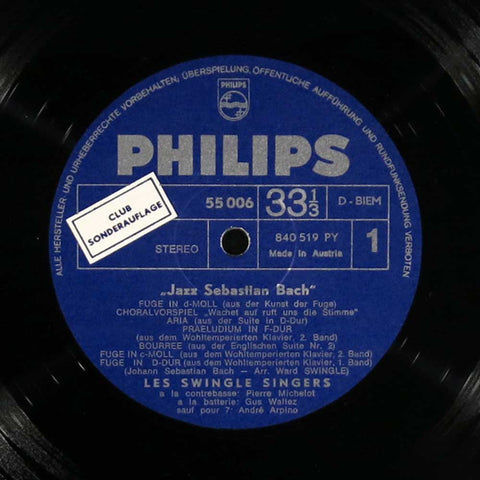 ALLE HERSTELLER- UND URHEBERRECHTE VORBEHALTEN, ÜBERSPIELUNG, ÖFFENTLICHE AUFFÜHRUNG UND RUNDFUNKSENDUNG VERBOTEN
PHILIPS
PHILIPS
55 006
33 1/3
D - BIEM
CLUB
SONDERAUFLAGE
STEREO
840 519 PY
Made in Austria
1
„Jazz Sebastian Bach"
FUGE IN d-MOLL (aus der Kunst der Fuge)
CHORALVORSPIEL „Wachet auf ruft uns die Stimme"
ARIA (aus der Suite in D-Dur)
PRAELUDIUM IN F-DUR
(aus dem Wohltemperierten Klavier, 2. Band)
BOURREE (aus der Englischen Suite Nr. 2)
FUGE IN c-MOLL (aus dem Wohltemperierten Klavier, 2. Band)
FUGE IN D-DUR (aus dem Wohltemperierten Klavier, 1. Band)
(Johann Sebastian Bach — Arr. Ward SWINGLE)
LES SWINGLE SINGERS
a la contrebasse: Pierre Michelot
a la batterie: Gus Wallez
sauf pour 7: André Arpino